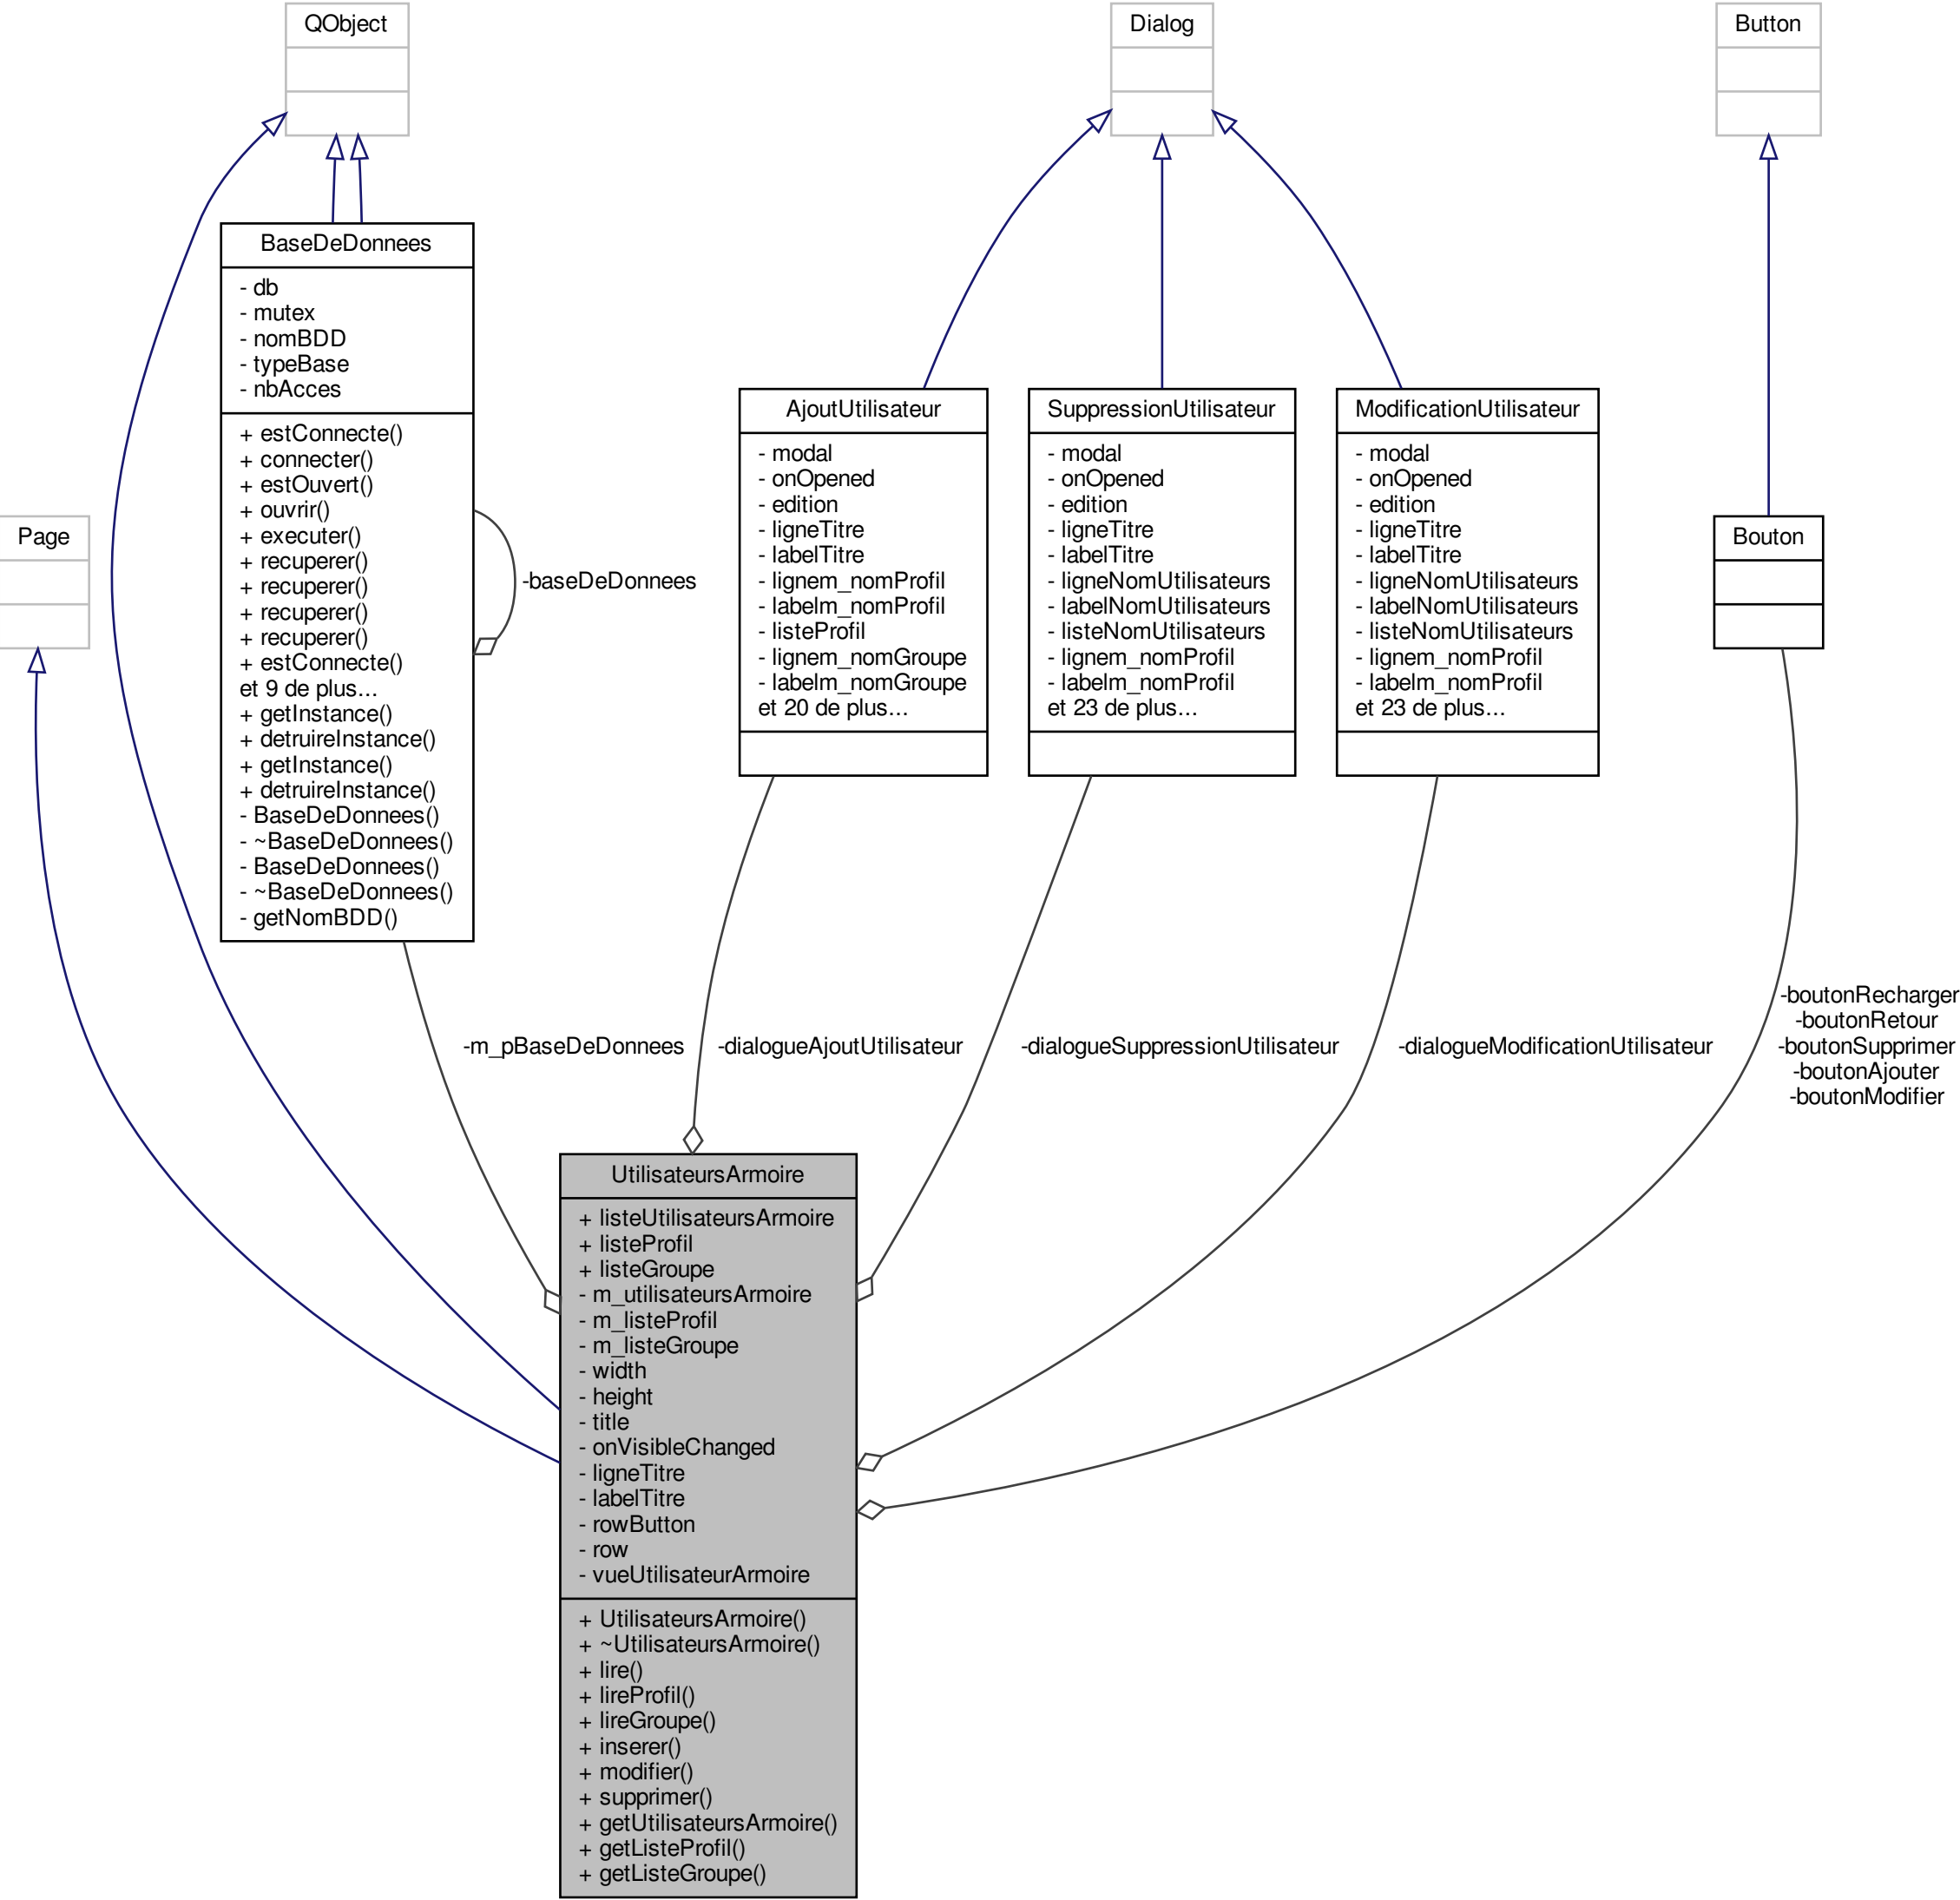 QObject
Dialog
Button
BaseDeDonnees
- db
- mutex
- nomBDD
- typeBase
- nbAcces
+ estConnecte()
+ connecter()
+ estOuvert()
+ ouvrir()
+ executer()
+ recuperer()
+ recuperer()
+ recuperer()
+ recuperer()
+ estConnecte()
et 9 de plus...
+ getInstance()
+ detruireInstance()
+ getInstance()
+ detruireInstance()
- BaseDeDonnees()
- ~BaseDeDonnees()
- BaseDeDonnees()
- ~BaseDeDonnees()
- getNomBDD()
-baseDeDonnees
AjoutUtilisateur
- modal
- onOpened
- edition
- ligneTitre
- labelTitre
- lignem_nomProfil
- labelm_nomProfil
- listeProfil
- lignem_nomGroupe
- labelm_nomGroupe
et 20 de plus...
SuppressionUtilisateur
- modal
- onOpened
- edition
- ligneTitre
- labelTitre
- ligneNomUtilisateurs
- labelNomUtilisateurs
- listeNomUtilisateurs
- lignem_nomProfil
- labelm_nomProfil
et 23 de plus...
ModificationUtilisateur
- modal
- onOpened
- edition
- ligneTitre
- labelTitre
- ligneNomUtilisateurs
- labelNomUtilisateurs
- listeNomUtilisateurs
- lignem_nomProfil
- labelm_nomProfil
et 23 de plus...
Page
Bouton
-m_pBaseDeDonnees
-dialogueAjoutUtilisateur
-dialogueSuppressionUtilisateur
-dialogueModificationUtilisateur
-boutonRecharger
-boutonRetour
-boutonSupprimer
-boutonAjouter
-boutonModifier
UtilisateursArmoire
+ listeUtilisateursArmoire
+ listeProfil
+ listeGroupe
- m_utilisateursArmoire
- m_listeProfil
- m_listeGroupe
- width
- height
- title
- onVisibleChanged
- ligneTitre
- labelTitre
- rowButton
- row
- vueUtilisateurArmoire
+ UtilisateursArmoire()
+ ~UtilisateursArmoire()
+ lire()
+ lireProfil()
+ lireGroupe()
+ inserer()
+ modifier()
+ supprimer()
+ getUtilisateursArmoire()
+ getListeProfil()
+ getListeGroupe()